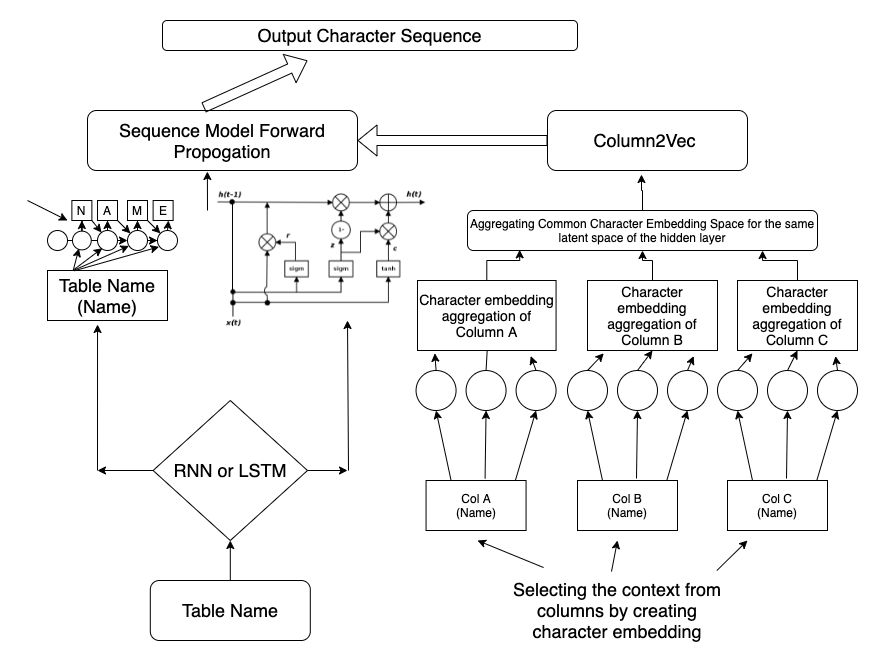 Output Character Sequence
Sequence Model Forward
Propogation
Column2Vec
N A M E
Table Name
(Name)
h(t-1)
h(t)
r
1-
z
c
sigm
sigm
tanh
x(t)
Aggregating Common Character Embedding Space for the same
latent space of the hidden layer
Character embedding
aggregation of
Column A
Character
embedding
aggregation of
Column B
Character
embedding
aggregation of
Column C
RNN or LSTM
Col A
(Name)
Col B
(Name)
Col C
(Name)
Table Name
Selecting the context from
columns by creating
character embedding